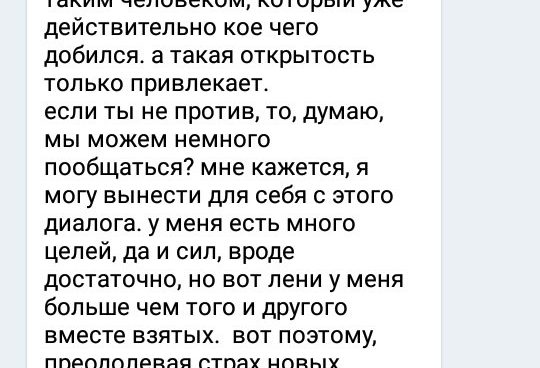 таким человеком, который уже
действительно кое чего
добился. а такая открытость
только привлекает.
если ты не против, то, думаю,
мы можем немного
пообщаться? мне кажется, я
могу вынести для себя с этого
диалога. у меня есть много
целей, да и сил, вроде
достаточно, но вот лени у меня
больше чем того и другого
вместе взятых. вот поэтому,
преодолевая страх новых